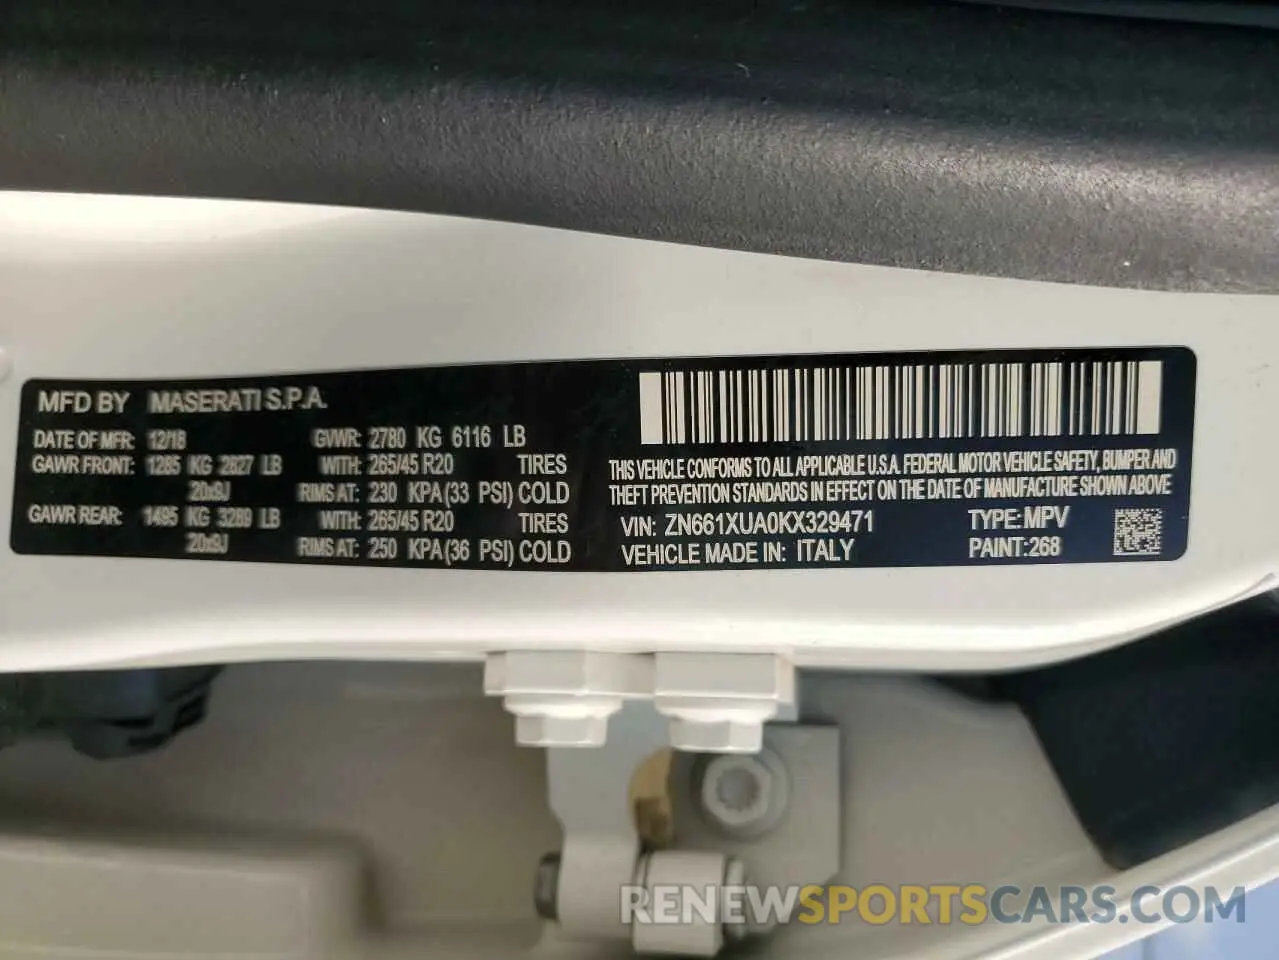 MFD BY MASERATI S.P.A.
DATE OF MFR: 12/18 GVWR: 2780 KG 6116 LB
GAWR FRONT: 1285 KG 2827 LB WITH: 265/45 R20 TIRES
20x9J RIMS AT: 230 KPA (33 PSI) COLD
GAWR REAR: 1495 KG 3289 LB WITH: 265/45 R20 TIRES
20x9J RIMS AT: 250 KPA (36 PSI) COLD
THIS VEHICLE CONFORMS TO ALL APPLICABLE U.S.A. FEDERAL MOTOR VEHICLE SAFETY, BUMPER AND
THEFT PREVENTION STANDARDS IN EFFECT ON THE DATE OF MANUFACTURE SHOWN ABOVE
VIN: ZN661XUA0KX329471 TYPE: MPV
VEHICLE MADE IN: ITALY PAINT: 268
RENEWSPORTSCARS.COM